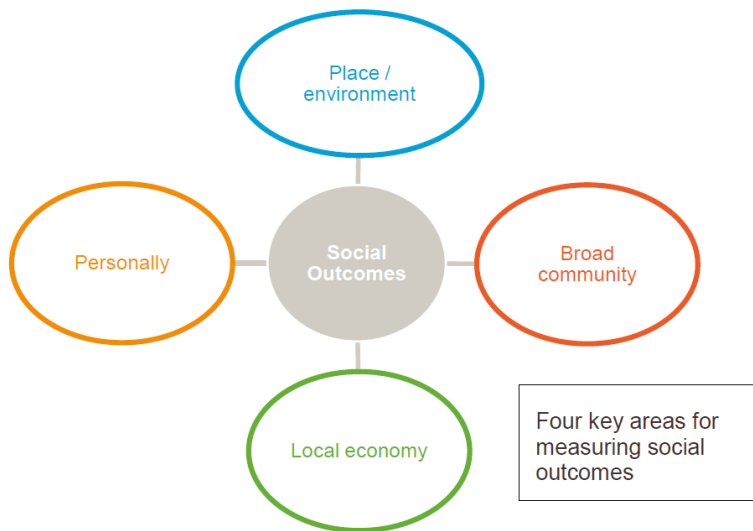 Place /
environment
Personally
Social
Outcomes
Broad
community
Local economy
Four key areas for
measuring social
outcomes